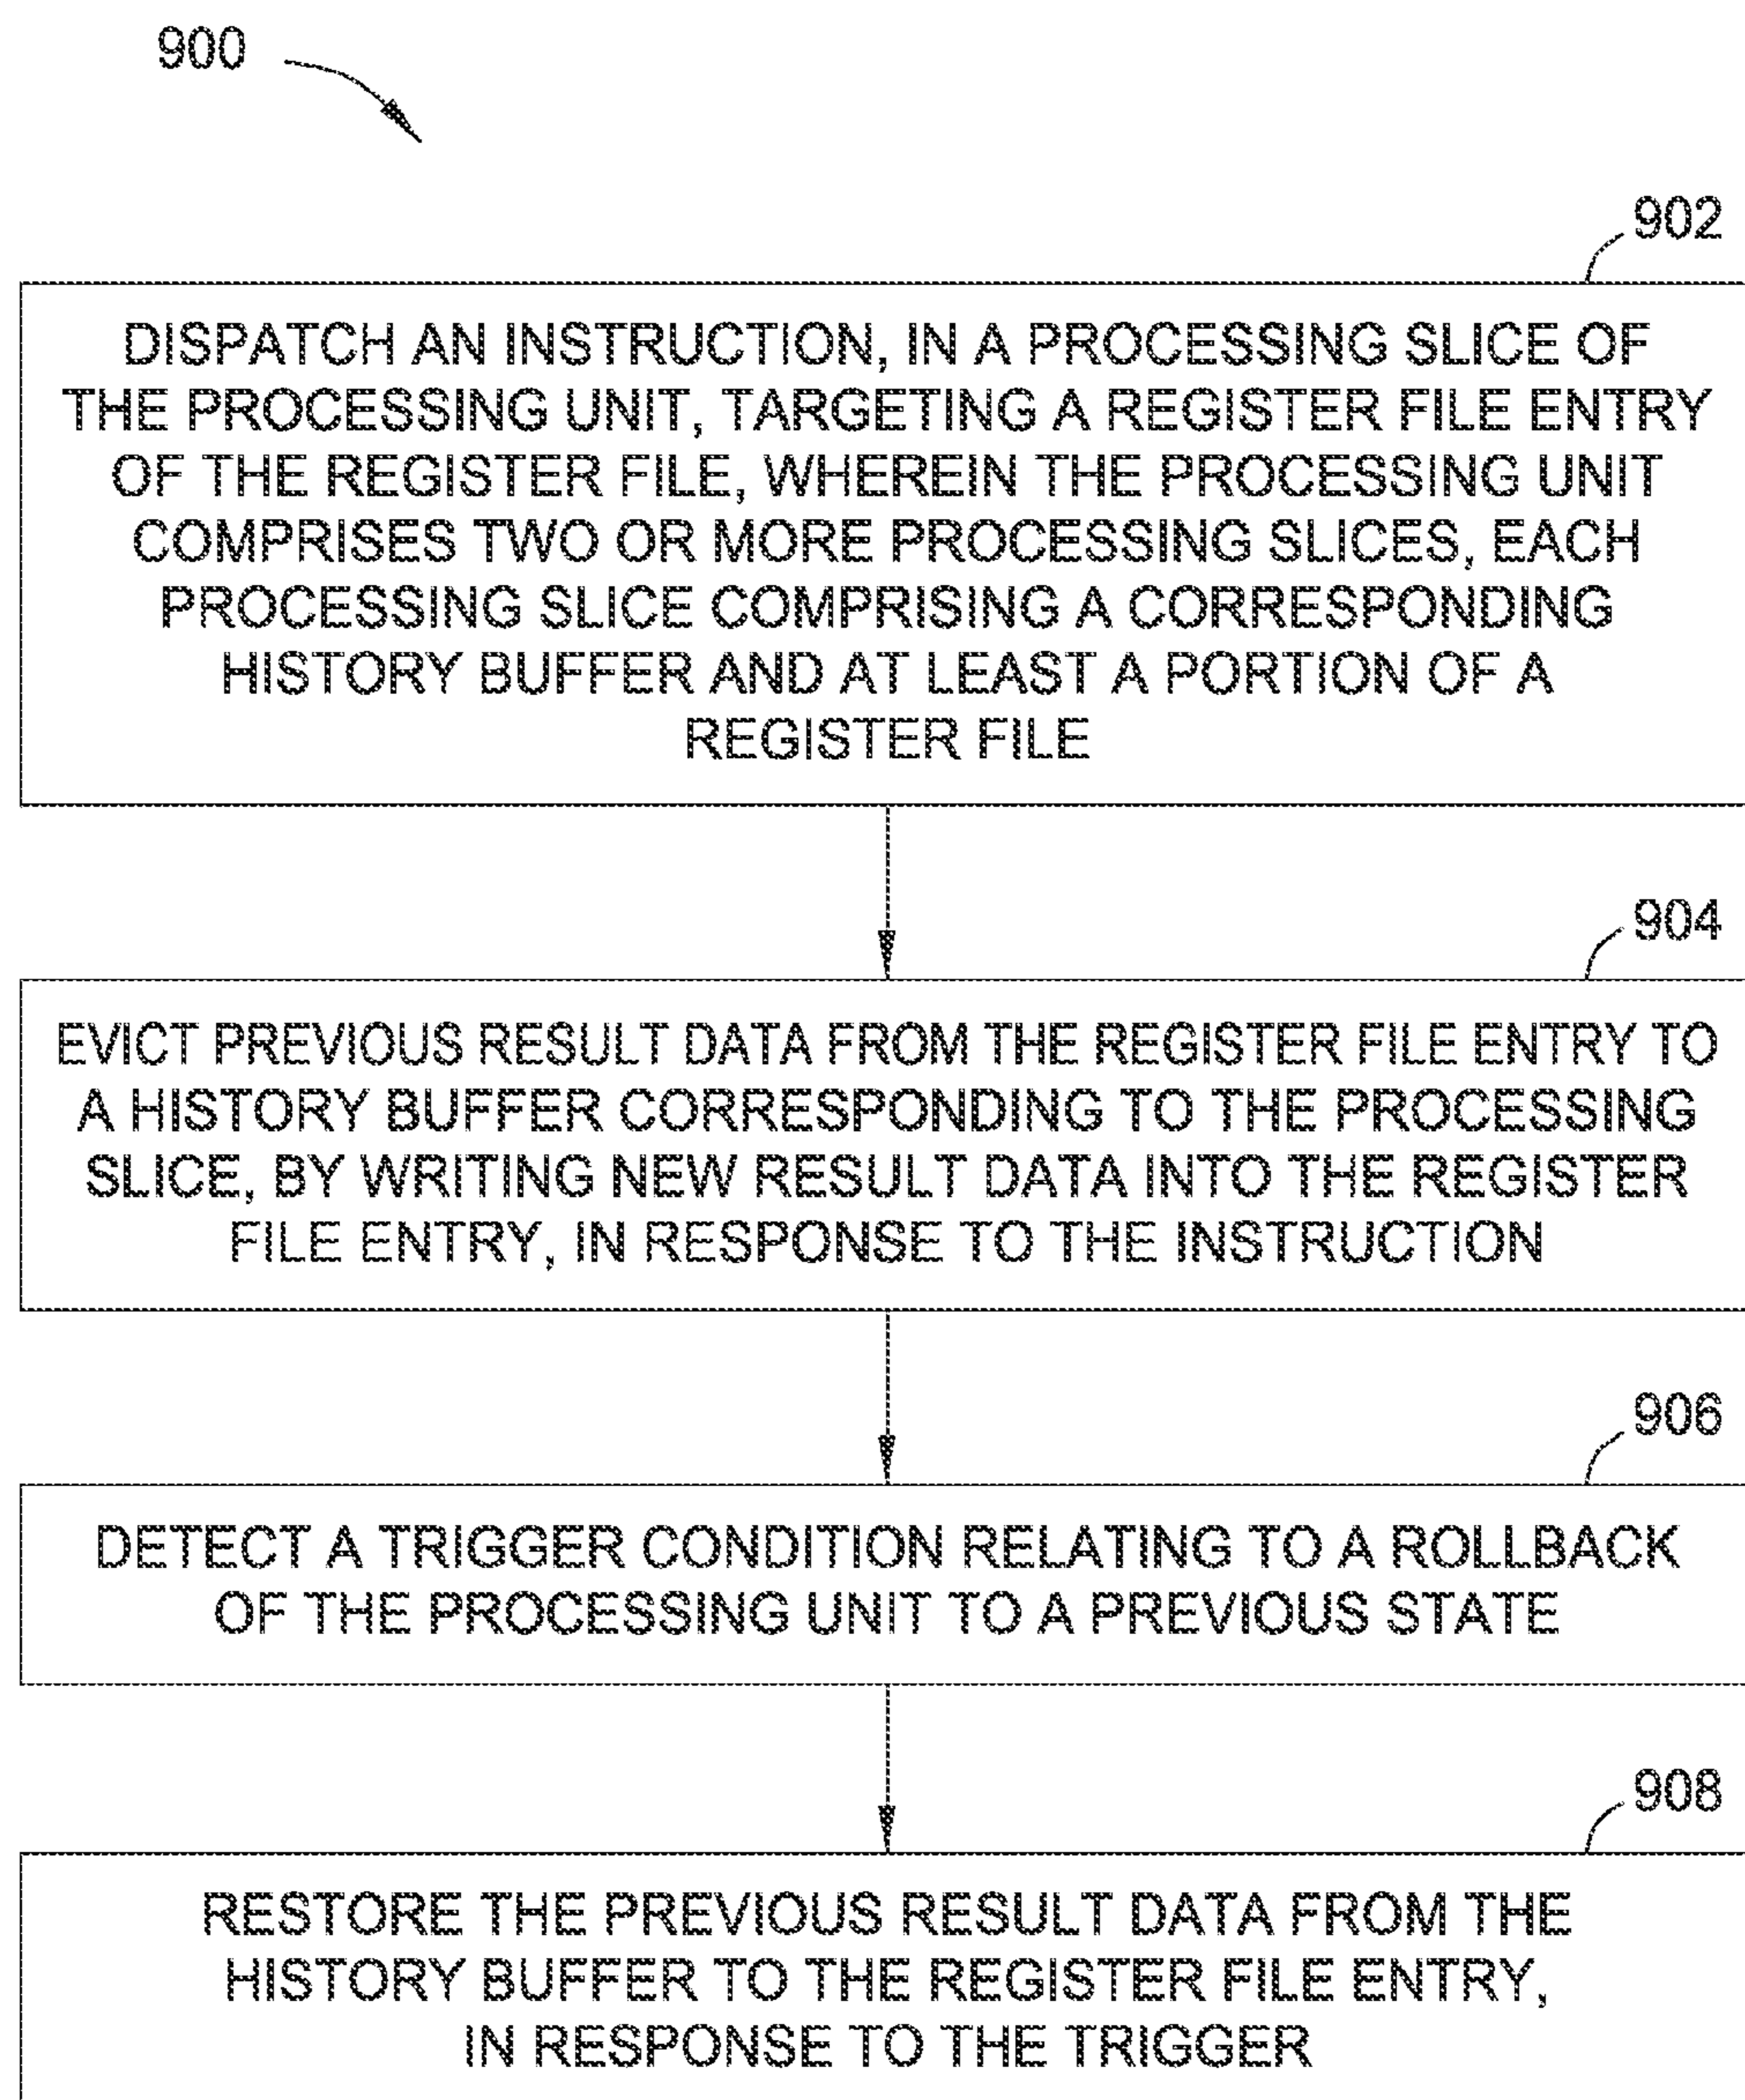 900
902
DISPATCH AN INSTRUCTION, IN A PROCESSING SLICE OF
THE PROCESSING UNIT, TARGETING A REGISTER FILE ENTRY
OF THE REGISTER FILE, WHEREIN THE PROCESSING UNIT
COMPRISES TWO OR MORE PROCESSING SLICES, EACH
PROCESSING SLICE COMPRISING A CORRESPONDING
HISTORY BUFFER AND AT LEAST A PORTION OF A
REGISTER FILE
904
EVICT PREVIOUS RESULT DATA FROM THE REGISTER FILE ENTRY TO
A HISTORY BUFFER CORRESPONDING TO THE PROCESSING
SLICE, BY WRITING NEW RESULT DATA INTO THE REGISTER
FILE ENTRY, IN RESPONSE TO THE INSTRUCTION
906
DETECT A TRIGGER CONDITION RELATING TO A ROLLBACK
OF THE PROCESSING UNIT TO A PREVIOUS STATE
908
RESTORE THE PREVIOUS RESULT DATA FROM THE
HISTORY BUFFER TO THE REGISTER FILE ENTRY,
IN RESPONSE TO THE TRIGGER